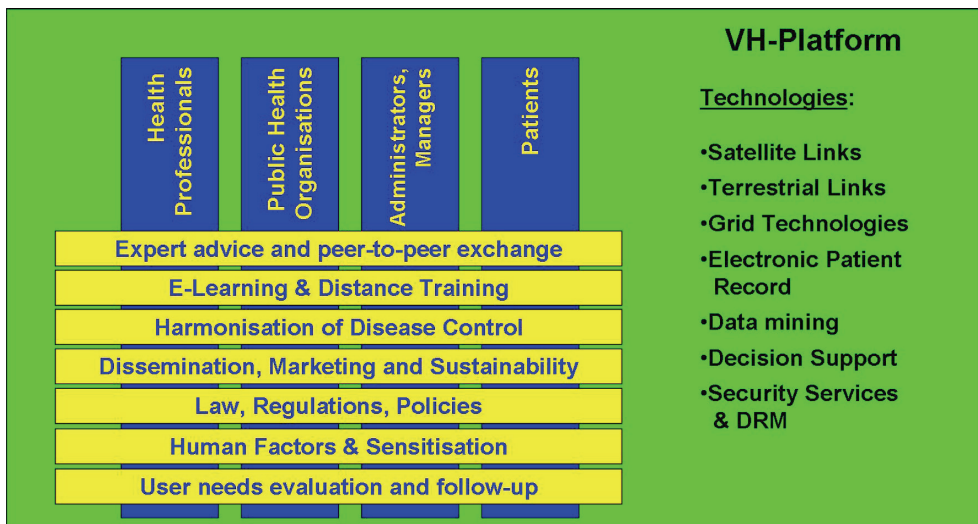 Health
Professionals
Public Health
Organisations
Administrators,
Managers
Patients
Expert advice and peer-to-peer exchange
E-Learning & Distance Training
Harmonisation of Disease Control
Dissemination, Marketing and Sustainability
Law, Regulations, Policies
Human Factors & Sensitisation
User needs evaluation and follow-up
VH-Platform
Technologies:
•Satellite Links
•Terrestrial Links
•Grid Technologies
•Electronic Patient
Record
•Data mining
•Decision Support
•Security Services
& DRM